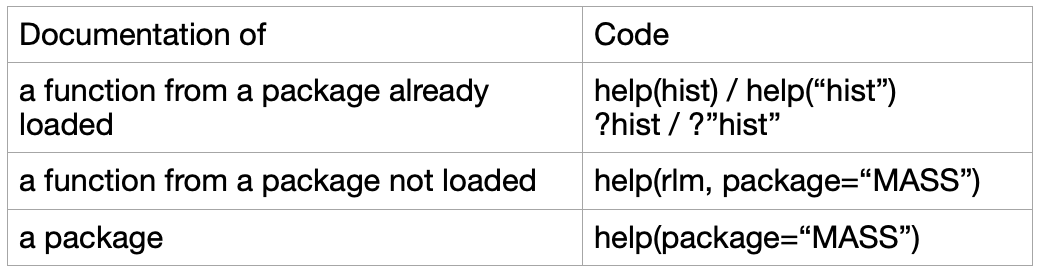 Documentation of
Code
a function from a package already
loaded
help(hist) / help(“hist”)
?hist / ?”hist”
a function from a package not loaded
help(rlm, package=“MASS”)
a package
help(package=“MASS”)